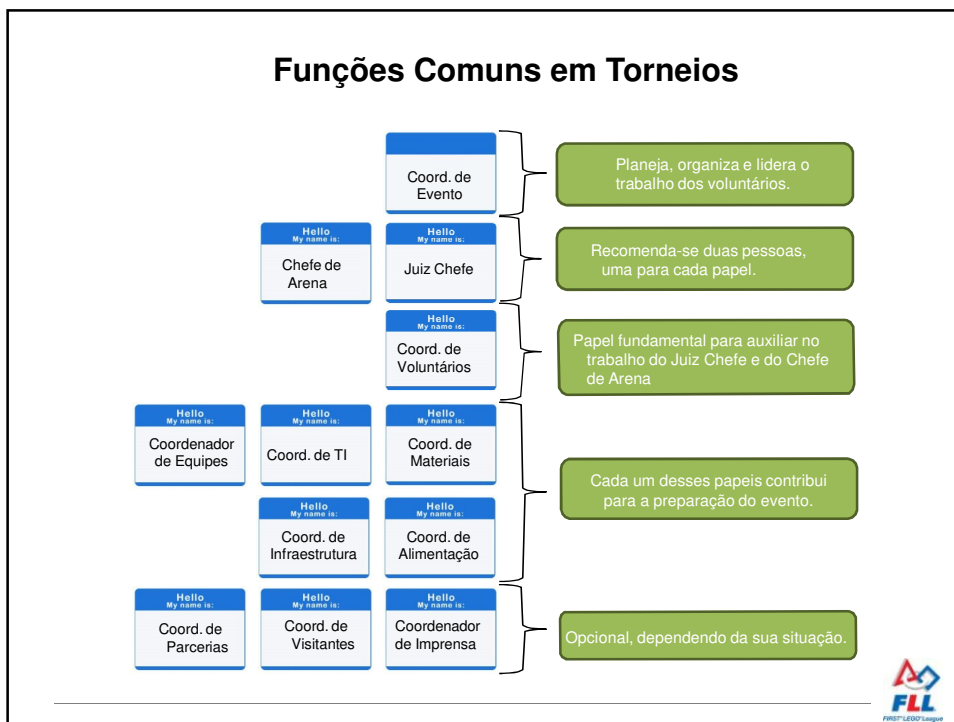 Funções Comuns em Torneios
Coord. de
Evento
Planeja, organiza e lidera o
trabalho dos voluntários.
Hello
My name is:
Chefe de
Arena
Hello
My name is:
Juiz Chefe
Recomenda-se duas pessoas,
uma para cada papel.
Hello
My name is:
Coord. de
Voluntários
Papel fundamental para auxiliar no
trabalho do Juiz Chefe e do Chefe
de Arena
Hello
My name is:
Coordenador
de Equipes
Hello
My name is:
Coord. de TI
Hello
My name is:
Coord. de
Materiais
Hello
My name is:
Coord. de
Infraestrutura
Hello
My name is:
Coord. de
Alimentação
Cada um desses papeis contribui
para a preparação do evento.
Hello
My name is:
Coord. de
Parcerias
Hello
My name is:
Coord. de
Visitantes
Hello
My name is:
Coordenador
de Imprensa
Opcional, dependendo da sua situação.
FLL
FIRST LEGO League